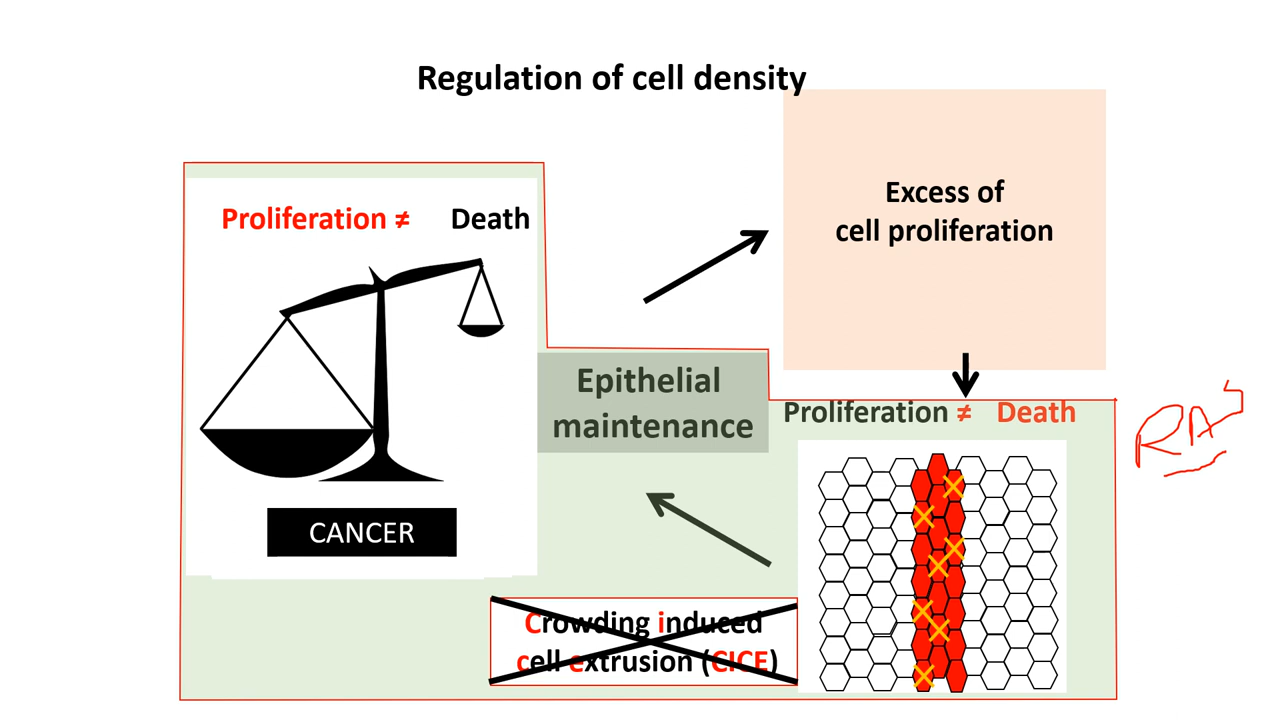 Regulation of cell density
Proliferation ≠ Death
CANCER
Excess of
cell proliferation
Epithelial
maintenance
Proliferation ≠ Death
RAS
Crowding induced
cell extrusion (CICE)